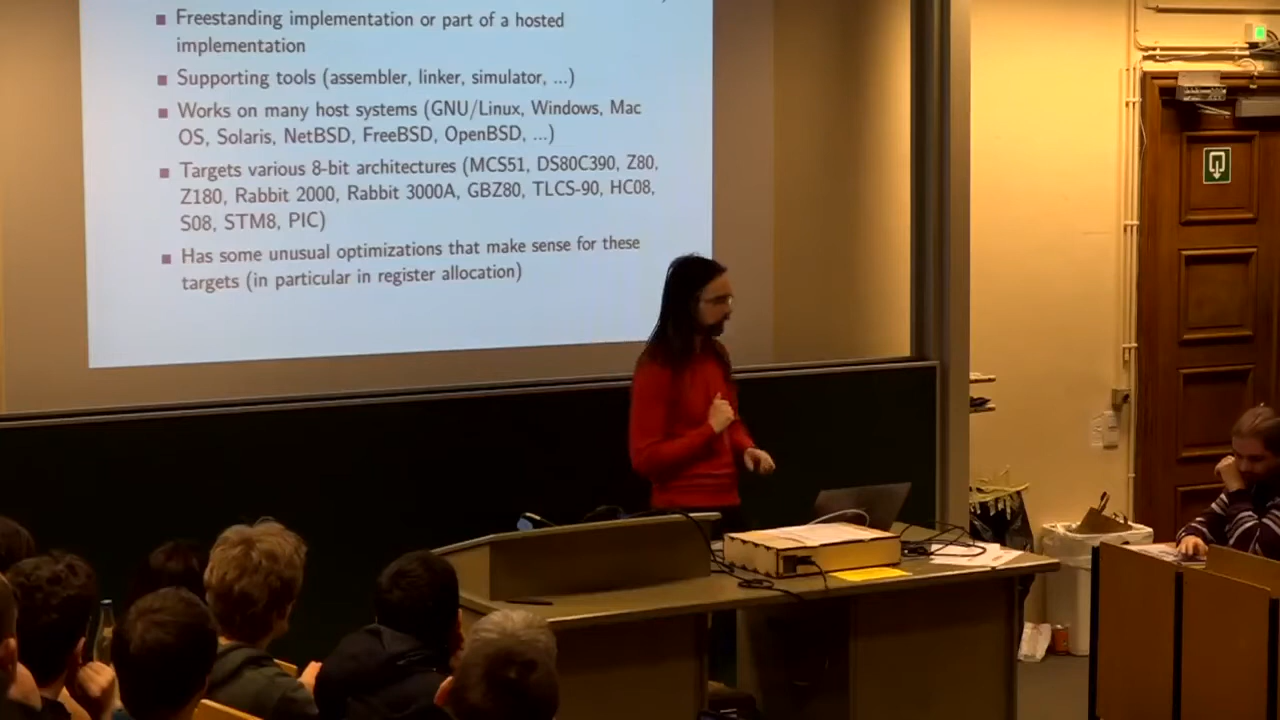 Freestanding implementation or part of a hosted
implementation
Supporting tools (assembler, linker, simulator, ...)
Works on many host systems (GNU/Linux, Windows, Mac
OS, Solaris, NetBSD, FreeBSD, OpenBSD, ...)
Targets various 8-bit architectures (MCS51, DS80C390, Z80,
Z180, Rabbit 2000, Rabbit 3000A, GBZ80, TLCS-90, HC08,
S08, STM8, PIC)
Has some unusual optimizations that make sense for these
targets (in particular in register allocation)